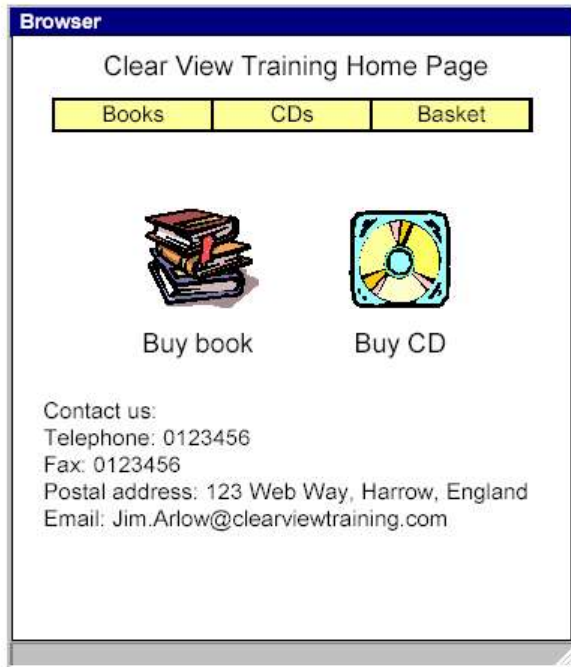 Browser
Clear View Training Home Page
Books CDs Basket
Buy book Buy CD
Contact us:
Telephone: 0123456
Fax: 0123456
Postal address: 123 Web Way, Harrow, England
Email: Jim.Arlow@clearviewtraining.com